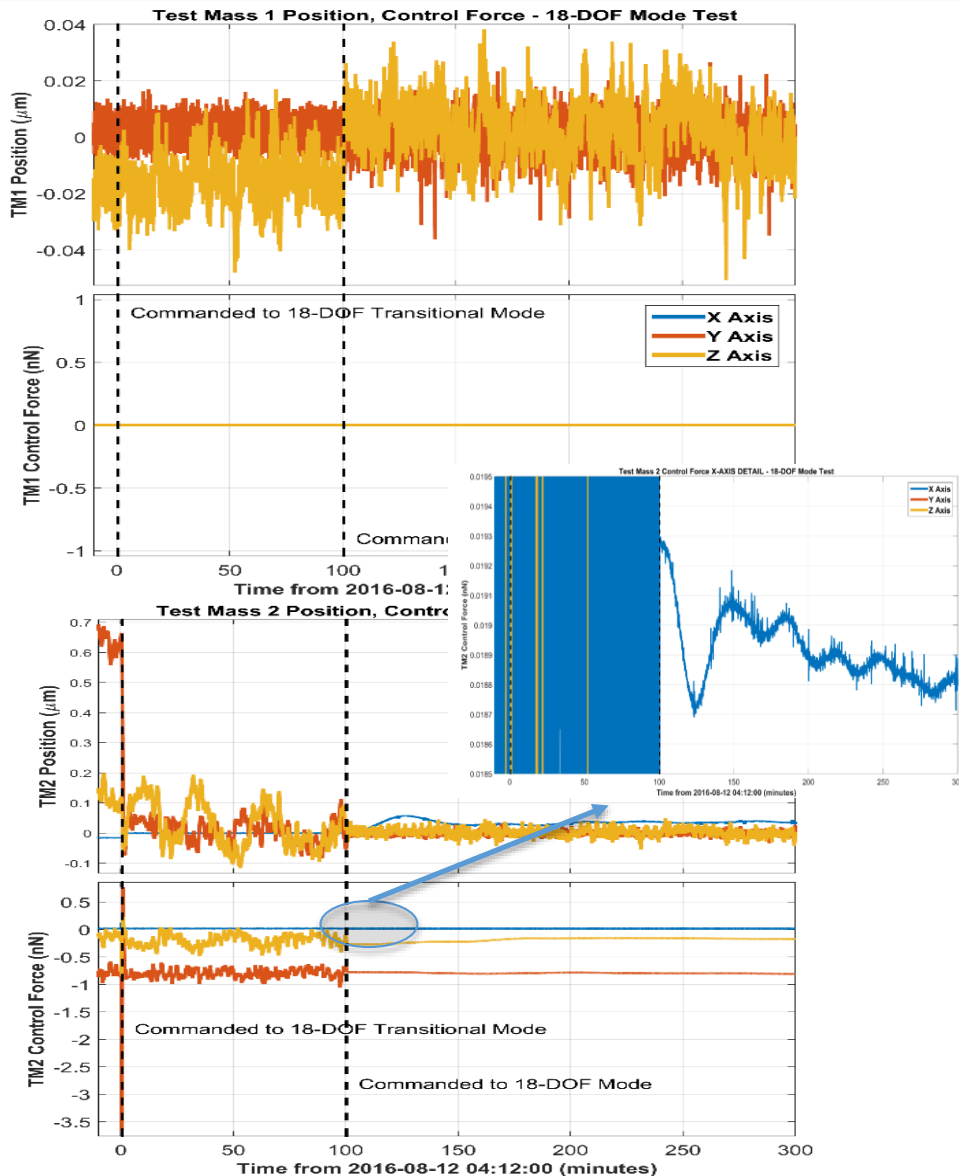 Test Mass 1 Position, Control Force - 18-DOF Mode Test
TM1 Position (μm)
0.04
0.02
0
-0.02
-0.04
TM1 Control Force (nN)
1
0.5
0
-0.5
-1
Commanded to 18-DOF Transitional Mode
X Axis
Y Axis
Z Axis
Comman
0 50 100 1
Time from 2016-08-12
Test Mass 2 Control Force X-AXIS DETAIL - 18-DOF Mode Test
TM2 Control Force (nN)
0.0195
0.0194
0.0193
0.0192
0.0191
0.019
0.0189
0.0188
0.0187
0.0186
0.0185
X Axis
Y Axis
Z Axis
0 50 100 150 200 250 300
Time from 2016-08-12 04:12:00 (minutes)
Test Mass 2 Position, Contro
TM2 Position (μm)
0.7
0.6
0.5
0.4
0.3
0.2
0.1
0
-0.1
TM2 Control Force (nN)
0.5
0
-0.5
-1
-1.5
-2
-2.5
-3
-3.5
Commanded to 18-DOF Transitional Mode
Commanded to 18-DOF Mode
0 50 100 150 200 250 300
Time from 2016-08-12 04:12:00 (minutes)